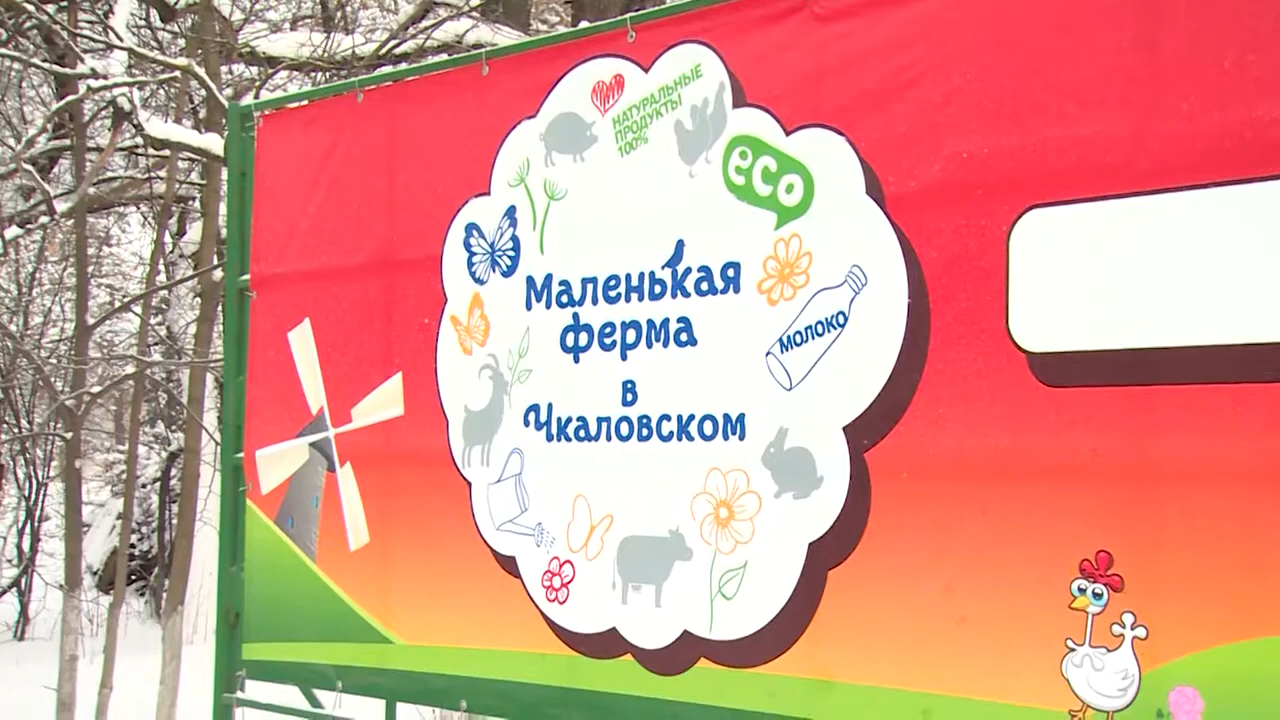 НАТУРАЛЬНЫЕ
ПРОДУКТЫ
100%
eco
Маленькая
ферма
в
Чкаловском
МОЛОКО